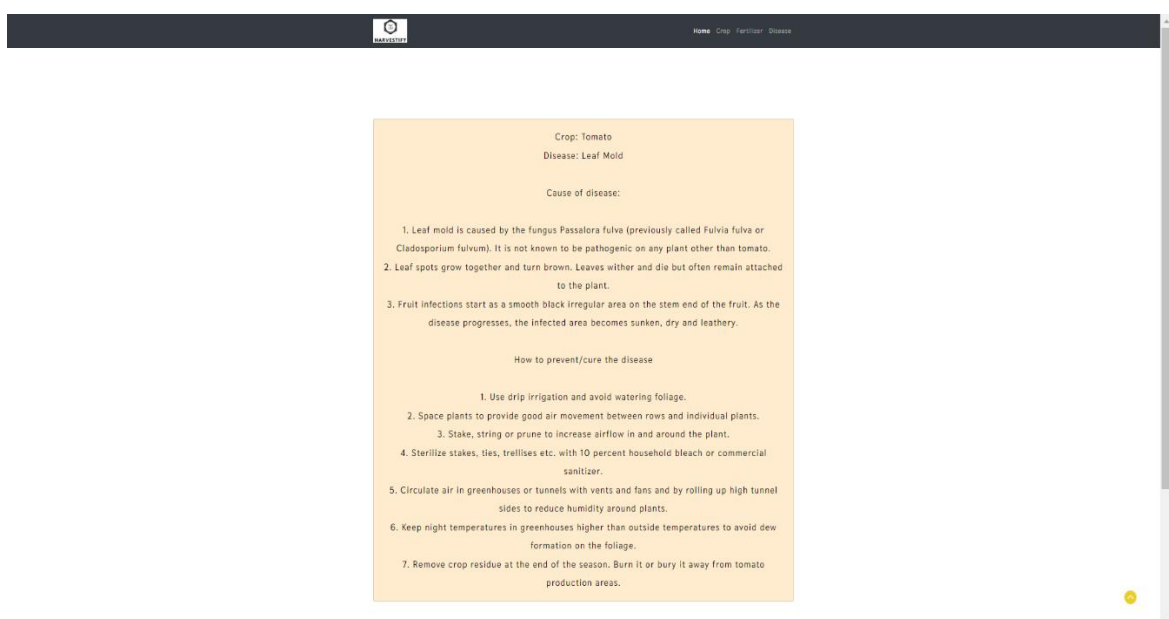 HARVESTIFY
Home Crop Fertilizer Disease
Crop: Tomato
Disease: Leaf Mold
Cause of disease:
1. Leaf mold is caused by the fungus Passalora fulva (previously called Fulvia fulva or
Cladosporium fulvum). It is not known to be pathogenic on any plant other than tomato.
2. Leaf spots grow together and turn brown. Leaves wither and die but often remain attached
to the plant.
3. Fruit infections start as a smooth black irregular area on the stem end of the fruit. As the
disease progresses, the infected area becomes sunken, dry and leathery.
How to prevent/cure the disease
1. Use drip irrigation and avoid watering foliage.
2. Space plants to provide good air movement between rows and individual plants.
3. Stake, string or prune to increase airflow in and around the plant.
4. Sterilize stakes, ties, trellises etc. with 10 percent household bleach or commercial
sanitizer.
5. Circulate air in greenhouses or tunnels with vents and fans and by rolling up high tunnel
sides to reduce humidity around plants.
6. Keep night temperatures in greenhouses higher than outside temperatures to avoid dew
formation on the foliage.
7. Remove crop residue at the end of the season. Burn it or bury it away from tomato
production areas.